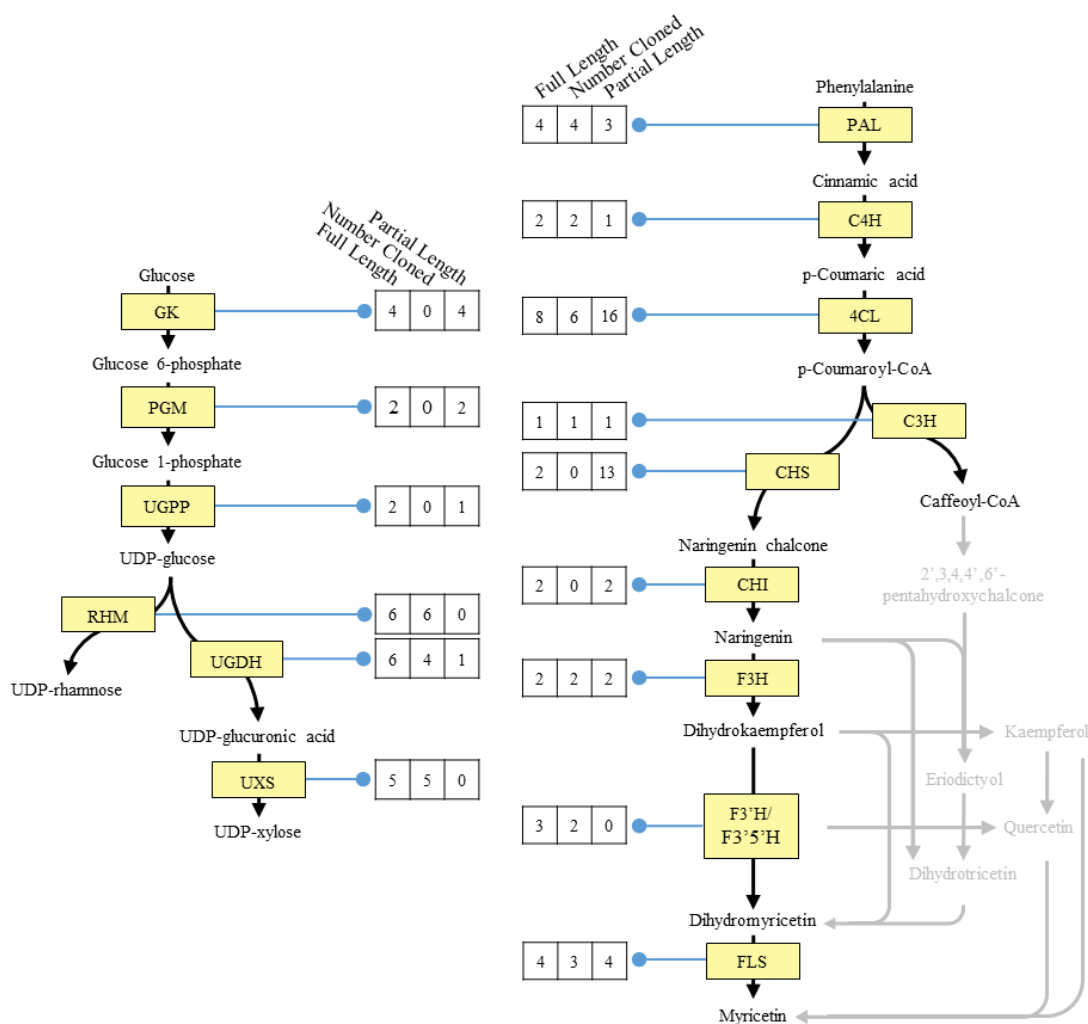 Full Length
Number Cloned
Partial Length
Phenylalanine
4 4 3
PAL
Cinnamic acid
2 2 1
C4H
p-Coumaric acid
8 6 16
4CL
p-Coumaroyl-CoA
1 1 1
C3H
2 0 13
CHS
Caffeoyl-CoA
Naringenin chalcone
2',3,4,4',6'-
pentahydroxychalcone
2 0 2
CHI
Naringenin
2 2 2
F3H
Dihydrokaempferol
Kaempferol
Eriodictyol
3 2 0
F3'H/
F3'5'H
Quercetin
Dihydrotricetin
Dihydromyricetin
4 3 4
FLS
Myricetin
Full Length
Number Cloned
Partial Length
Glucose
GK
4 0 4
Glucose 6-phosphate
PGM
2 0 2
Glucose 1-phosphate
UGPP
2 0 1
UDP-glucose
RHM
6 6 0
UGDH
6 4 1
UDP-rhamnose
UDP-glucuronic acid
UXS
5 5 0
UDP-xylose